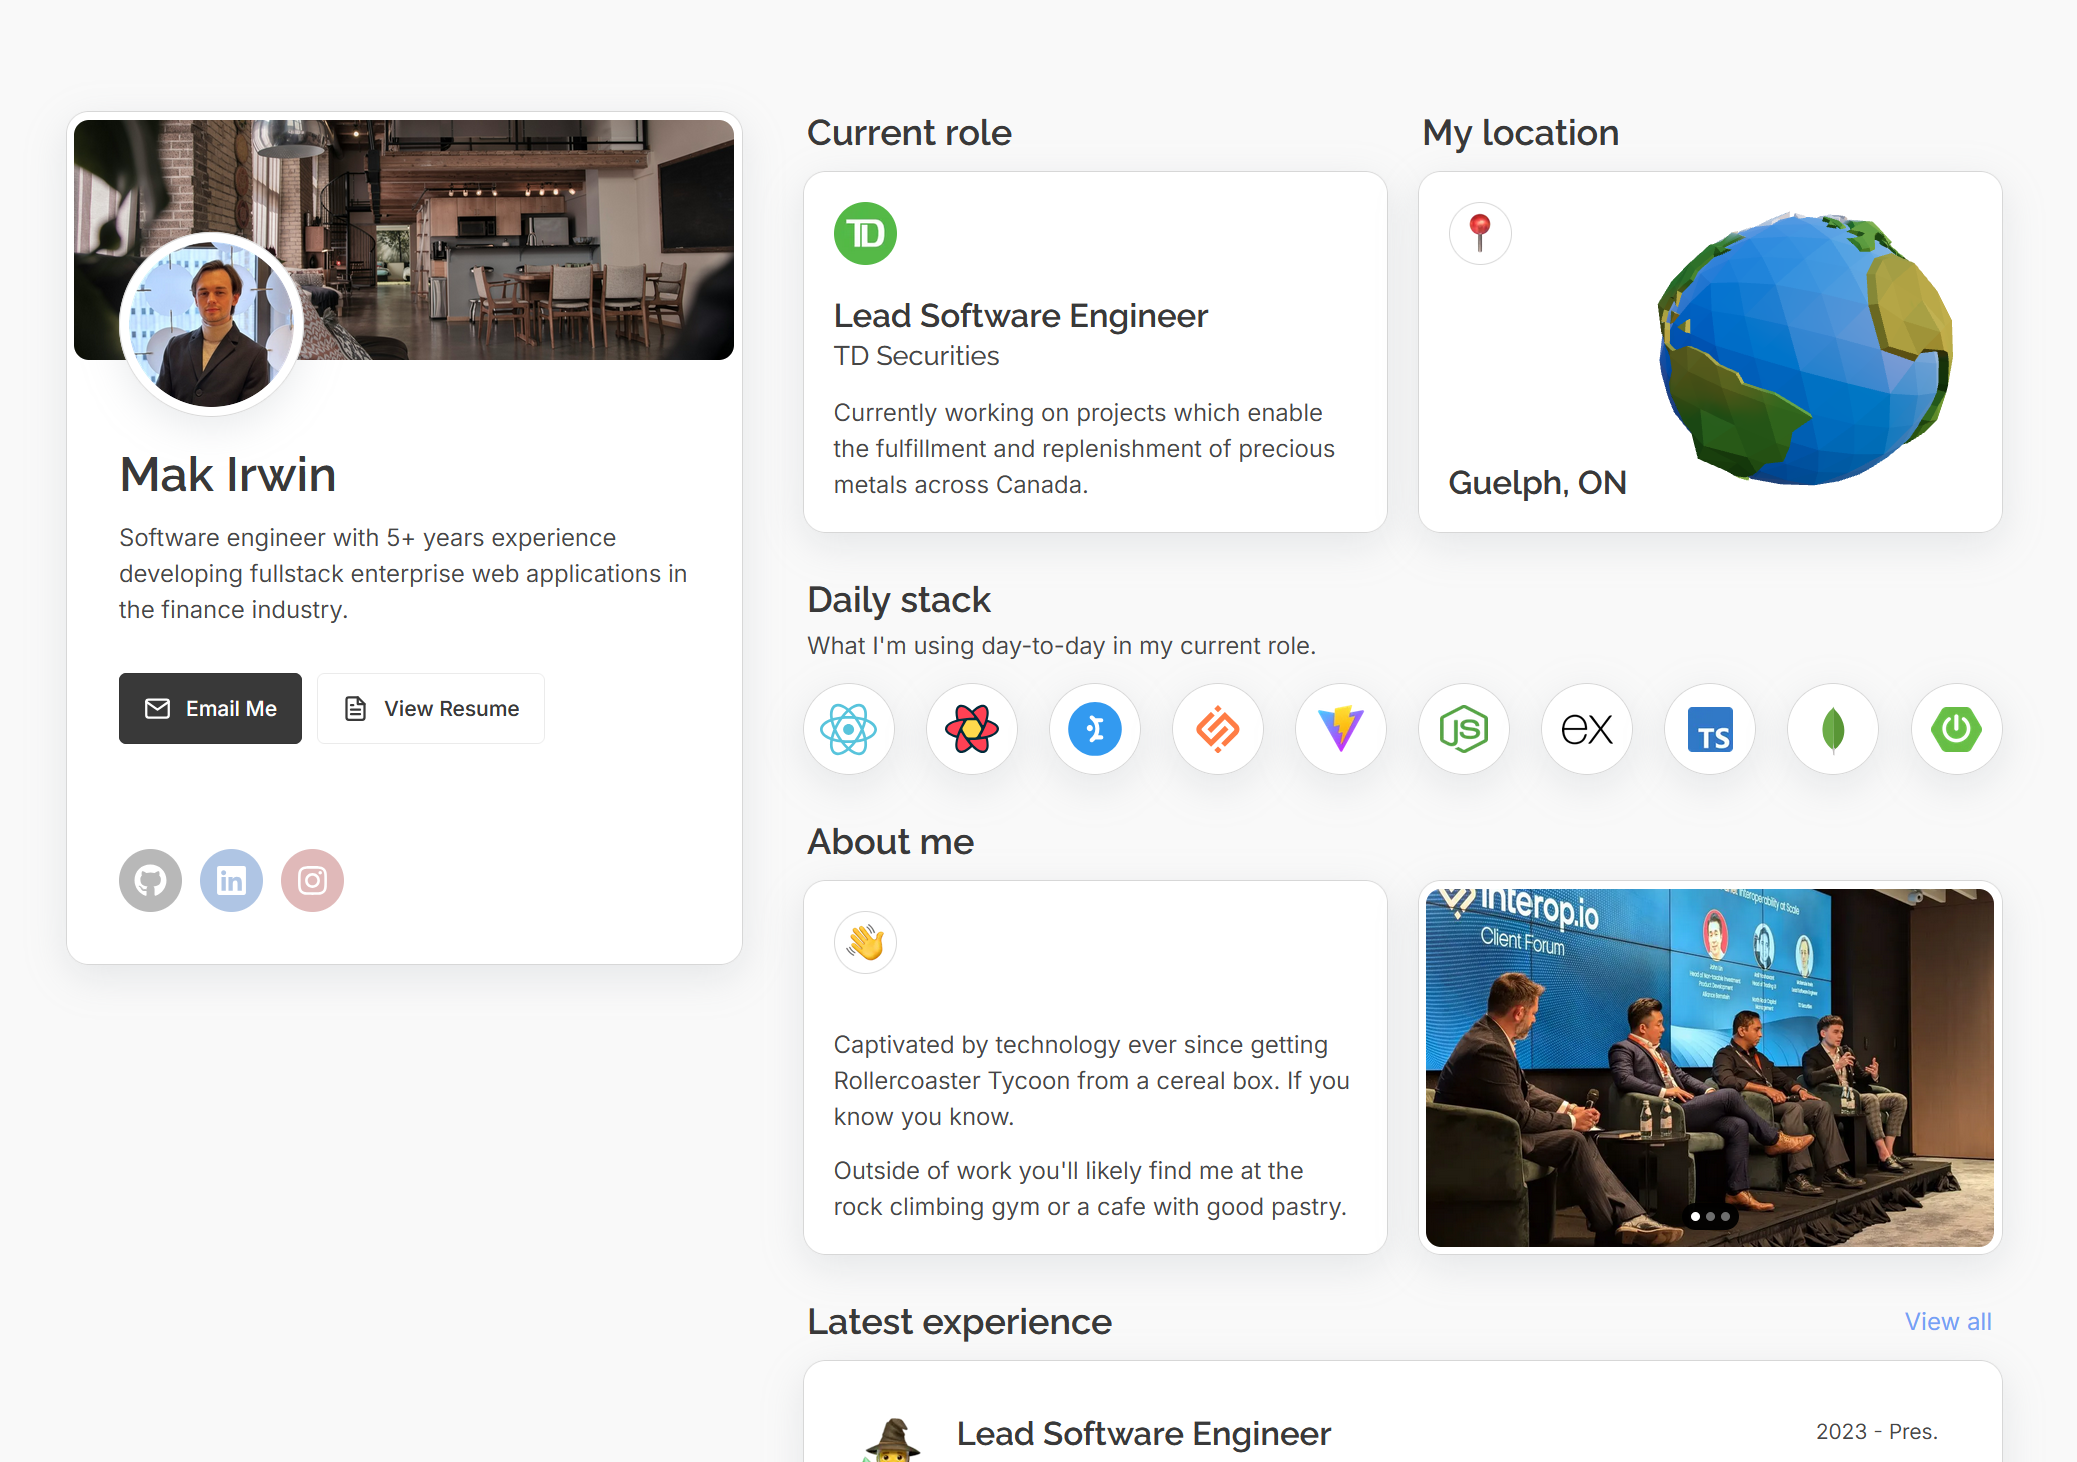 Mak Irwin
Software engineer with 5+ years experience
developing fullstack enterprise web applications in
the finance industry.
Email Me
View Resume
in
Current role
TD
Lead Software Engineer
TD Securities
Currently working on projects which enable
the fulfillment and replenishment of precious
metals across Canada.
My location
Guelph, ON
Daily stack
What I'm using day-to-day in my current role.
JS
ex
TS
About me
Captivated by technology ever since getting
Rollercoaster Tycoon from a cereal box. If you
know you know.
Outside of work you'll likely find me at the
rock climbing gym or a cafe with good pastry.
interop.io
Client Forum
Interoperability at Scale
Latest experience
View all
Lead Software Engineer
2023 - Pres.